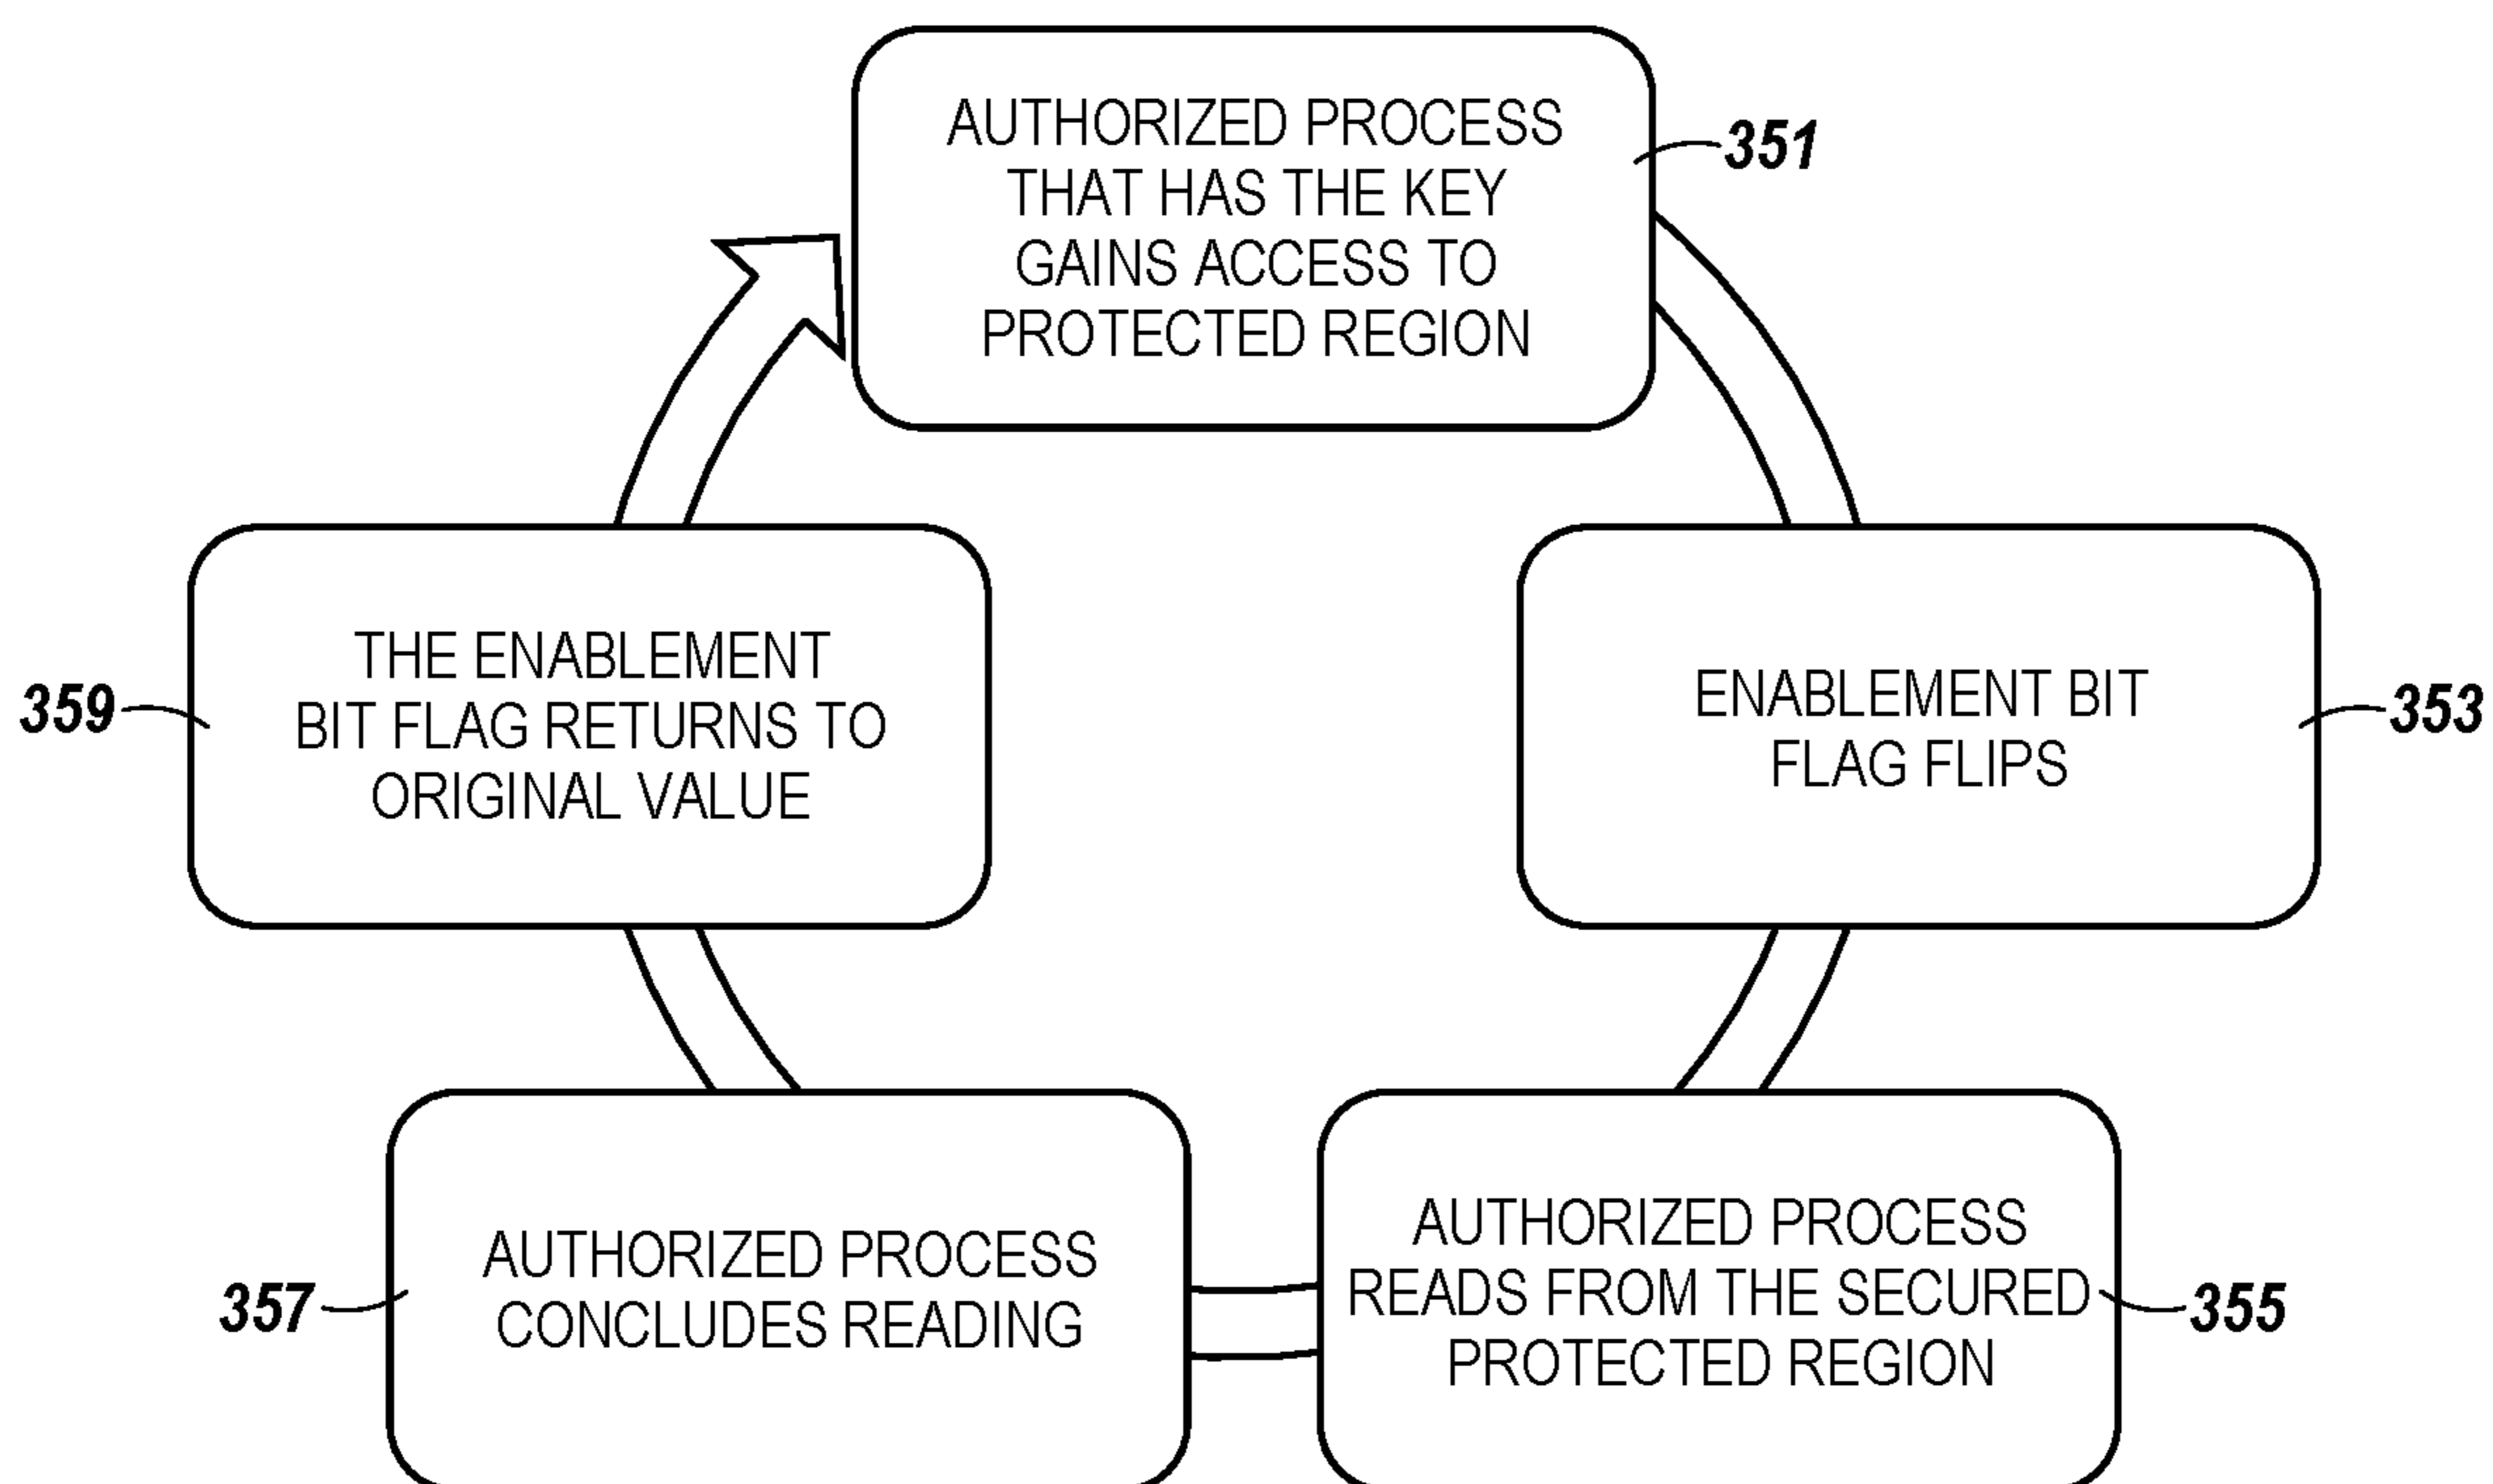 AUTHORIZED PROCESS
THAT HAS THE KEY
GAINS ACCESS TO
PROTECTED REGION
351
ENABLEMENT BIT
FLAG FLIPS
353
AUTHORIZED PROCESS
READS FROM THE SECURED
PROTECTED REGION
355
AUTHORIZED PROCESS
CONCLUDES READING
357
THE ENABLEMENT
BIT FLAG RETURNS TO
ORIGINAL VALUE
359